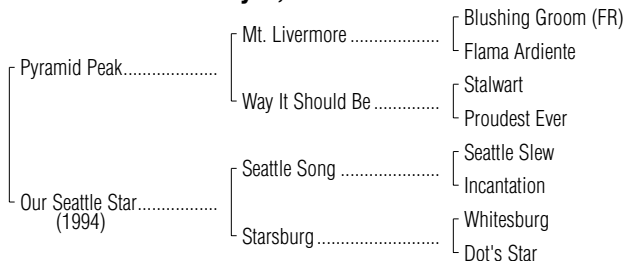 Blushing Groom (FR)
Mt. Livermore ...................
Flama Ardiente
Pyramid Peak....................
Stalwart
Way It Should Be ..............
Proudest Ever
Seattle Slew
Seattle Song .....................
Incantation
Our Seattle Star.................
(1994)
Whitesburg
Starsburg..........................
Dot's Star